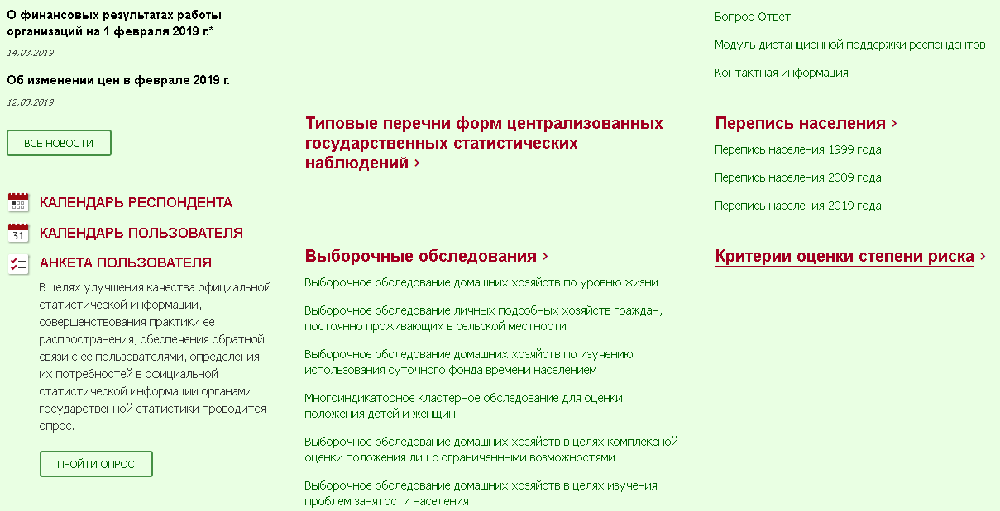 О финансовых результатах работы
организаций на 1 февраля 2019 г.*
14.03.2019
Об изменении цен в феврале 2019 г.
12.03.2019
ВСЕ НОВОСТИ
КАЛЕНДАРЬ РЕСПОНДЕНТА
31
КАЛЕНДАРЬ ПОЛЬЗОВАТЕЛЯ
АНКЕТА ПОЛЬЗОВАТЕЛЯ
В целях улучшения качества официальной
статистической информации,
совершенствования практики ее
распространения, обеспечения обратной
связи с ее пользователями, определения
их потребностей в официальной
статистической информации органами
государственной статистики проводится
опрос.
ПРОЙТИ ОПРОС
Типовые перечни форм централизованных
государственных статистических
наблюдений ›
Выборочные обследования ›
Выборочное обследование домашних хозяйств по уровню жизни
Выборочное обследование личных подсобных хозяйств граждан,
постоянно проживающих в сельской местности
Выборочное обследование домашних хозяйств по изучению
использования суточного фонда времени населением
Многоиндикаторное кластерное обследование для оценки
положения детей и женщин
Выборочное обследование домашних хозяйств в целях комплексной
оценки положения лиц с ограниченными возможностями
Выборочное обследование домашних хозяйств в целях изучения
проблем занятости населения
Вопрос-Ответ
Модуль дистанционной поддержки респондентов
Контактная информация
Перепись населения ›
Перепись населения 1999 года
Перепись населения 2009 года
Перепись населения 2019 года
Критерии оценки степени риска ›